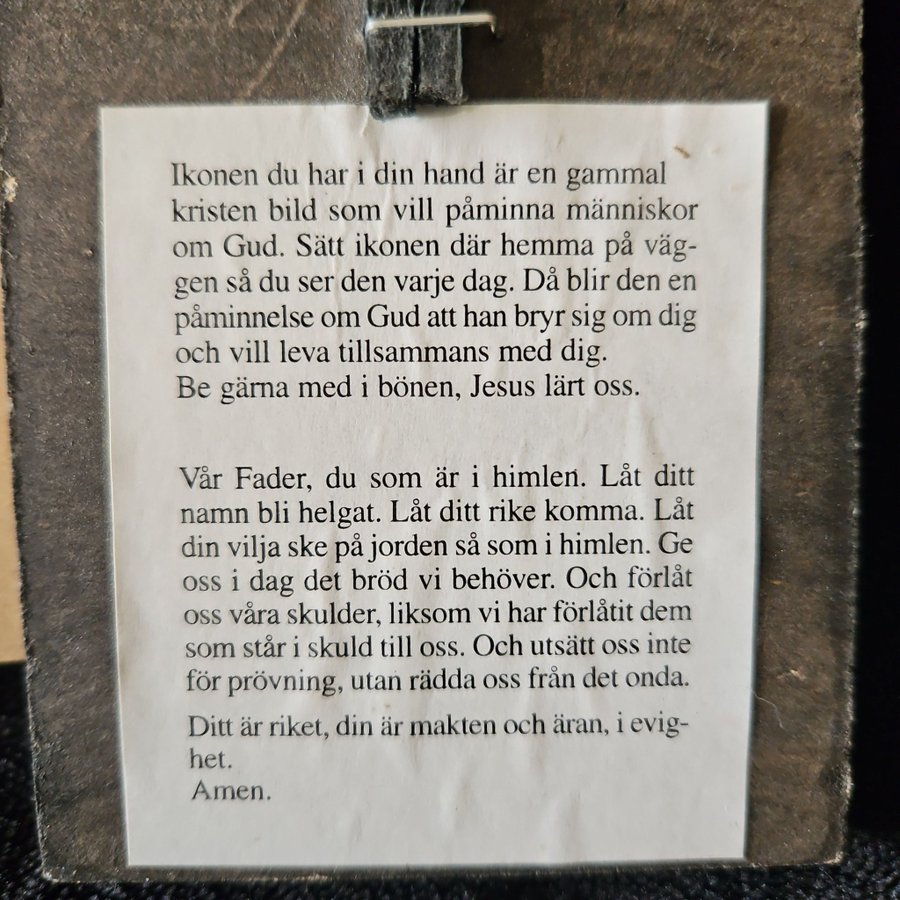 Ikonen du har i din hand är en gammal
kristen bild som vill påminna människor
om Gud. Sätt ikonen där hemma på väg-
gen så du ser den varje dag. Då blir den en
påminnelse om Gud att han bryr sig om dig
och vill leva tillsammans med dig.
Be gärna med i bönen, Jesus lärt oss.
Vår Fader, du som är i himlen. Låt ditt
namn bli helgat. Låt ditt rike komma. Låt
din vilja ske på jorden så som i himlen. Ge
oss i dag det bröd vi behöver. Och förlåt
oss våra skulder, liksom vi har förlåtit dem
som står i skuld till oss. Och utsätt oss inte
för prövning, utan rädda oss från det onda.
Ditt är riket, din är makten och äran, i evig-
het.
Amen.